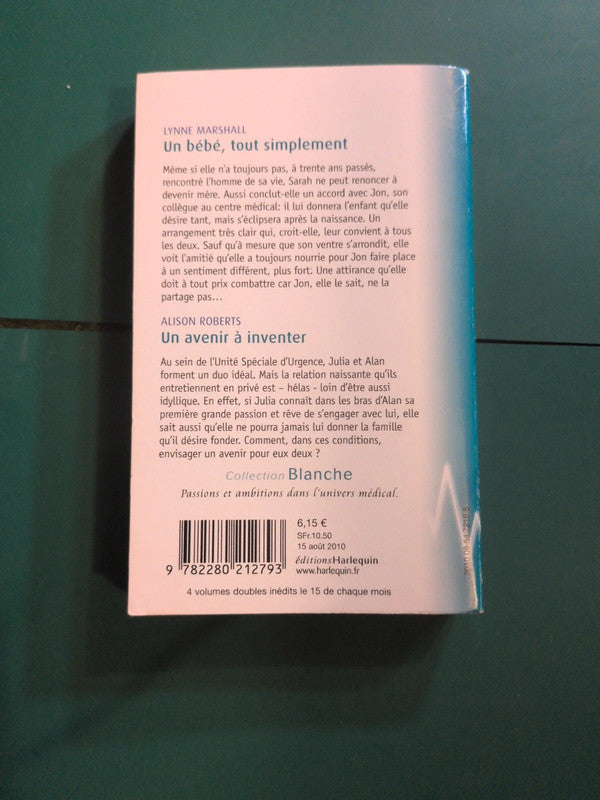 LYNNE MARSHALL
Un bébé, tout simplement
Même si elle n'a toujours pas, à trente ans passés,
rencontré l'homme de sa vie, Sarah ne peut renoncer à
devenir mère. Aussi conclut-elle un accord avec Jon, son
collègue au centre médical: il lui donnera l'enfant qu'elle
désire tant, mais s'éclipsera après la naissance. Un
arrangement très clair qui, croit-elle, leur convient à tous
les deux. Sauf qu'à mesure que son ventre s'arrondit, elle
voit l'amitié qu'elle a toujours nourrie pour Jon faire place
à un sentiment différent, plus fort. Une attirance qu'elle
doit à tout prix combattre car Jon, elle le sait, ne la
partage pas...
ALISON ROBERTS
Un avenir à inventer
Au sein de l'Unité Spéciale d'Urgence, Julia et Alan
forment un duo idéal. Mais la relation naissante qu'ils
entretiennent en privé est – hélas - loin d'être aussi
idyllique. En effet, si Julia connaît dans les bras d'Alan sa
première grande passion et rêve de s'engager avec lui, elle
sait aussi qu'elle ne pourra jamais lui donner la famille
qu'il désire fonder. Comment, dans ces conditions,
envisager un avenir pour eux deux ?
Collection Blanche
Passions et ambitions dans l'univers médical.
6,15 €
SFr.10.50
15 août 2010
éditionsHarlequin
www.harlequin.fr
9 782280 212793
4 volumes doubles inédits le 15 de chaque mois